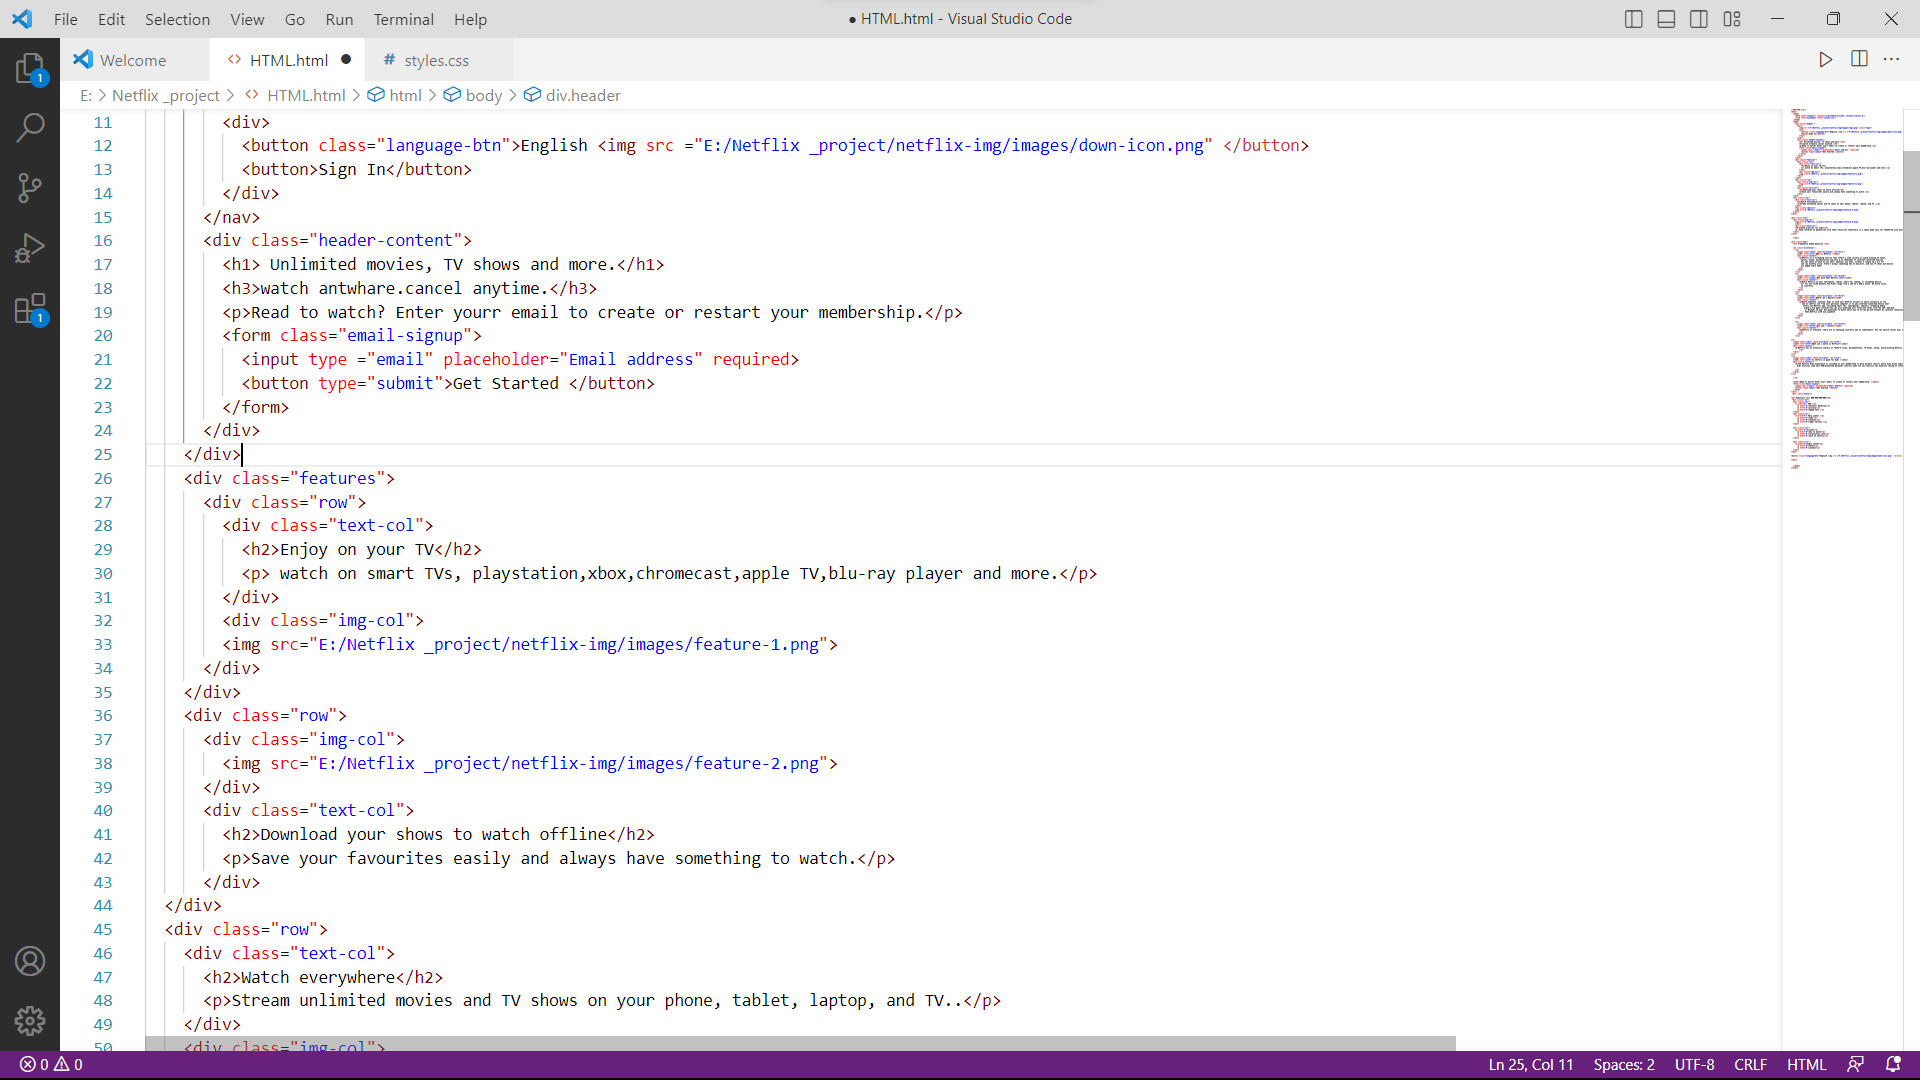 File Edit Selection View Go Run Terminal Help
● HTML.html - Visual Studio Code
Welcome
<> HTML.html ●
# styles.css
E: > Netflix _project > <> HTML.html > html > body > div.header
11 <div>
12 <button class="language-btn">English <img src ="E:/Netflix _project/netflix-img/images/down-icon.png" </button>
13 <button>Sign In</button>
14 </div>
15 </nav>
16 <div class="header-content">
17 <h1> Unlimited movies, TV shows and more.</h1>
18 <h3>watch antwhare.cancel anytime.</h3>
19 <p>Read to watch? Enter yourr email to create or restart your membership.</p>
20 <form class="email-signup">
21 <input type ="email" placeholder="Email address" required>
22 <button type="submit">Get Started </button>
23 </form>
24 </div>
25 </div>
26 <div class="features">
27 <div class="row">
28 <div class="text-col">
29 <h2>Enjoy on your TV</h2>
30 <p> watch on smart TVs, playstation,xbox,chromecast,apple TV,blu-ray player and more.</p>
31 </div>
32 <div class="img-col">
33 <img src="E:/Netflix _project/netflix-img/images/feature-1.png">
34 </div>
35 </div>
36 <div class="row">
37 <div class="img-col">
38 <img src="E:/Netflix _project/netflix-img/images/feature-2.png">
39 </div>
40 <div class="text-col">
41 <h2>Download your shows to watch offline</h2>
42 <p>Save your favourites easily and always have something to watch.</p>
43 </div>
44 </div>
45 <div class="row">
46 <div class="text-col">
47 <h2>Watch everywhere</h2>
48 <p>Stream unlimited movies and TV shows on your phone, tablet, laptop, and TV..</p>
49 </div>
50 <div class="img-col">
1
1
0 0
Ln 25, Col 11 Spaces: 2 UTF-8 CRLF HTML